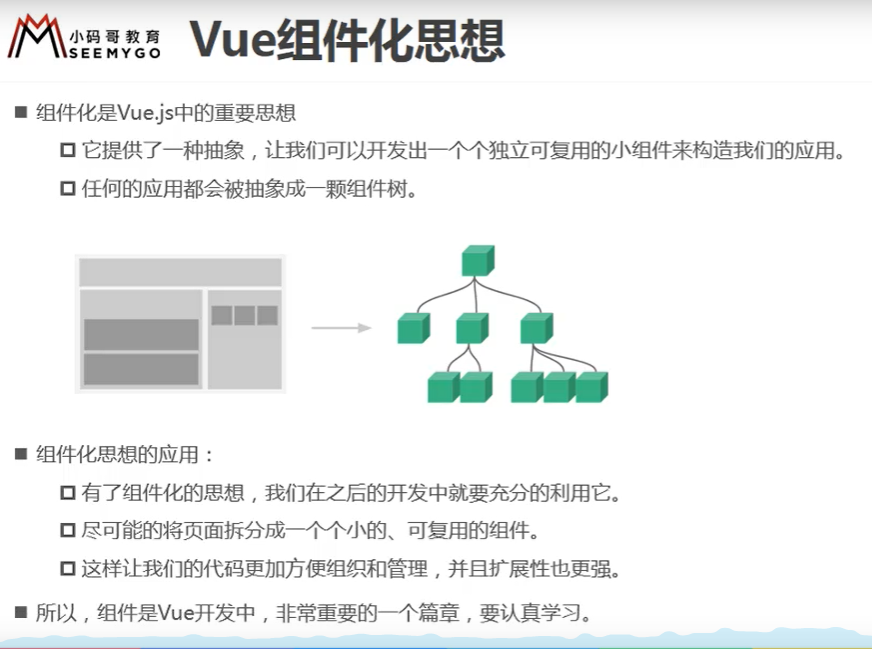 小码哥教育
SEEMYGO
Vue组件化思想
组件化是Vue.js中的重要思想
它提供了一种抽象，让我们可以开发出一个个独立可复用的小组件来构造我们的应用。
任何的应用都会被抽象成一颗组件树。
组件化思想的应用：
有了组件化的思想，我们在之后的开发中就要充分的利用它。
尽可能的将页面拆分成一个个小的、可复用的组件。
这样让我们的代码更加方便组织和管理，并且扩展性也更强。
所以，组件是Vue开发中，非常重要的一个篇章，要认真学习。